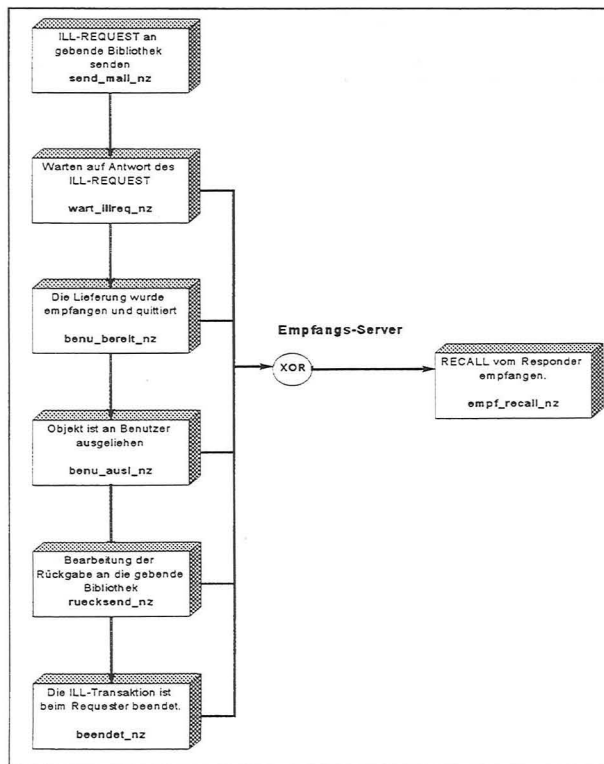 ILL-REQUEST an
gebende Bibliothek
senden
send_mail_nz
Warten auf Antwort des
ILL-REQUEST
wart_illreq_nz
Die Lieferung wurde
empfangen und quittiert
benu_bereit_nz
Empfangs-Server
XOR
RECALL vom Responder
empfangen.
empf_recall_nz
Objekt ist an Benutzer
ausgeliehen
benu_ausl_nz
Bearbeitung der
Rückgabe an die gebende
Bibliothek
ruecksend_nz
Die ILL-Transaktion ist
beim Requester beendet.
beendet_nz